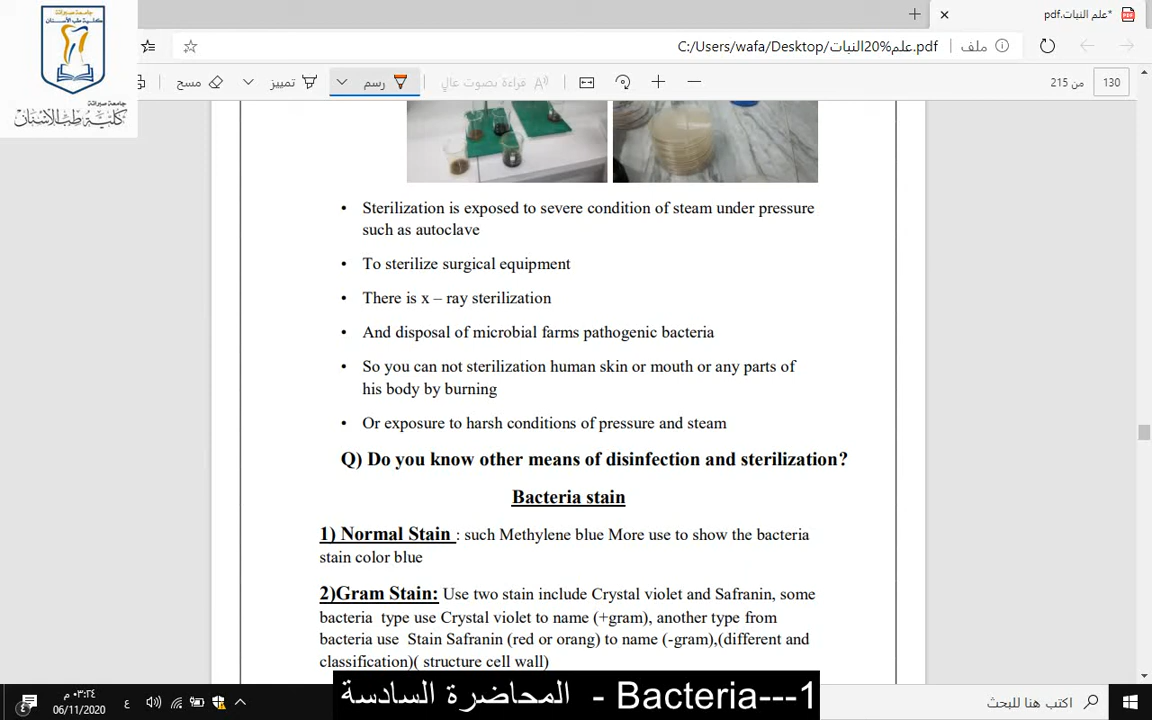 جامعة صبراتة
كلية طب الأسنان
جامعة صبراتة
كلية طب الأسنان
*علم النبات.pdf
C:/Users/wafa/Desktop/علم%20النبات.pdf
ملف
مسح
تمييز
رسم
قراءة بصوت عالٍ
من 215
130
• Sterilization is exposed to severe condition of steam under pressure
such as autoclave
• To sterilize surgical equipment
• There is x – ray sterilization
• And disposal of microbial farms pathogenic bacteria
• So you can not sterilization human skin or mouth or any parts of
his body by burning
• Or exposure to harsh conditions of pressure and steam
Q) Do you know other means of disinfection and sterilization?
Bacteria stain
1) Normal Stain : such Methylene blue More use to show the bacteria
stain color blue
2)Gram Stain: Use two stain include Crystal violet and Safranin, some
bacteria type use Crystal violet to name (+gram), another type from
bacteria use Stain Safranin (red or orang) to name (-gram),(different and
classification)( structure cell wall)
المحاضرة السادسة - Bacteria---1
٠٣:٢٤ م
06/11/2020
ع
اكتب هنا للبحث